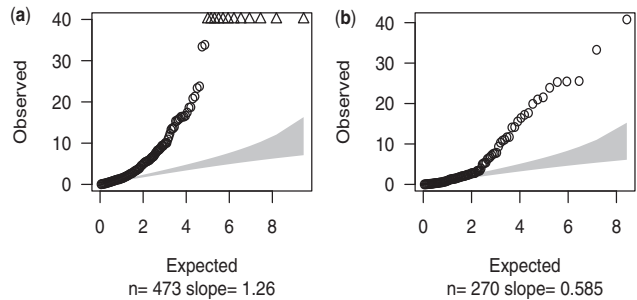 (a)
40
30
20
10
0
Observed
0 2 4 6 8
Expected
n= 473 slope= 1.26
(b)
40
30
20
10
0
Observed
0 2 4 6 8
Expected
n= 270 slope= 0.585